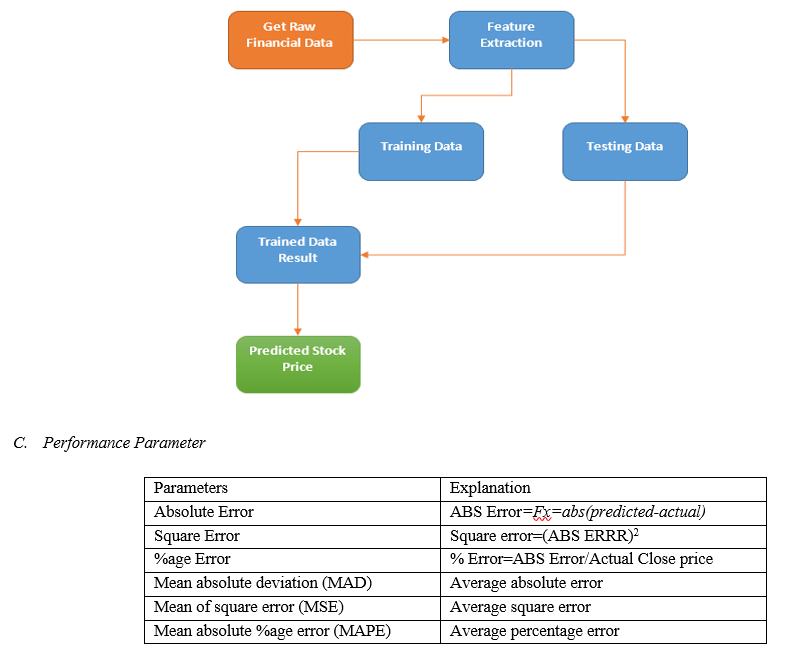 Get Raw
Financial Data
Feature
Extraction
Training Data
Testing Data
Trained Data
Result
Predicted Stock
Price
C. Performance Parameter
Parameters Explanation
Absolute Error ABS Error=Fx=abs(predicted-actual)
Square Error Square error=(ABS ERRR)²
%age Error % Error=ABS Error/Actual Close price
Mean absolute deviation (MAD) Average absolute error
Mean of square error (MSE) Average square error
Mean absolute %age error (MAPE) Average percentage error